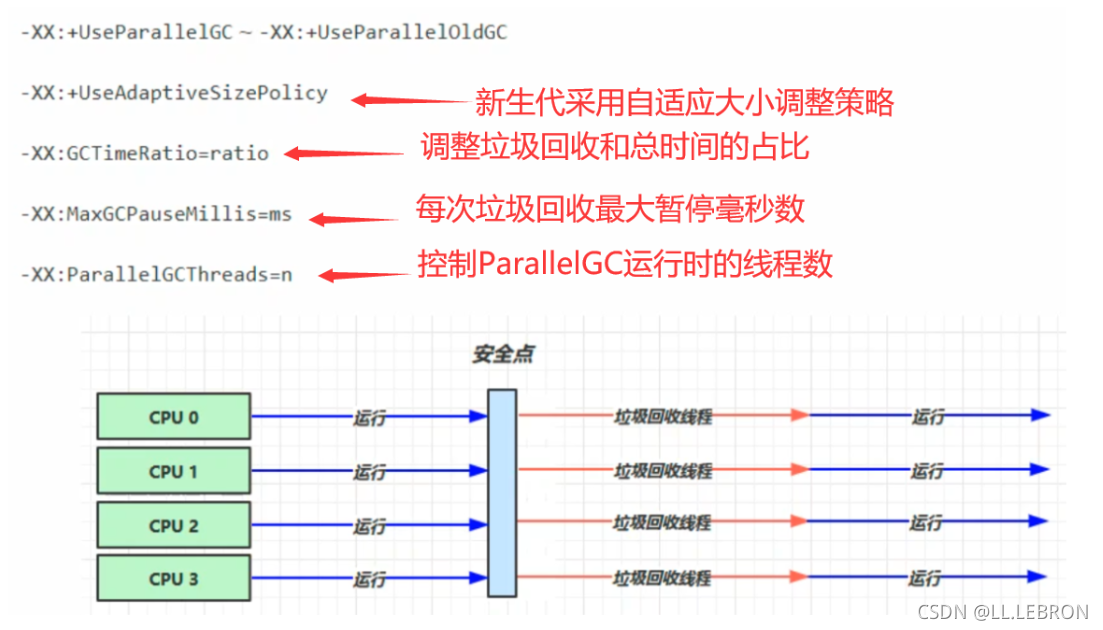 -XX:+UseParallelGC ~ -XX:+UseParallelOldGC
-XX:+UseAdaptiveSizePolicy
新生代采用自适应大小调整策略
-XX:GCTimeRatio=ratio
调整垃圾回收和总时间的占比
-XX:MaxGCPauseMillis=ms
每次垃圾回收最大暂停毫秒数
-XX:ParallelGCThreads=n
控制ParallelGC运行时的线程数
安全点
CPU 0 运行 垃圾回收线程 运行
CPU 1 运行 垃圾回收线程 运行
CPU 2 运行 垃圾回收线程 运行
CPU 3 运行 垃圾回收线程 运行
CSDN @LL.LEBRON